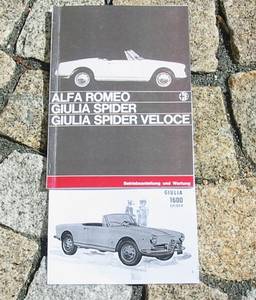 ALFA ROMEO
GIULIA SPIDER
GIULIA SPIDER VELOCE
Betriebsanleitung und Wartung
GIULIA
1600
SPIDER